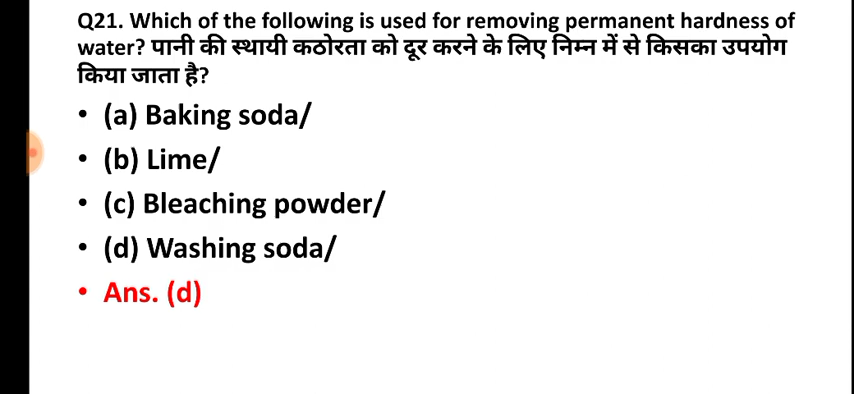 Q21. Which of the following is used for removing permanent hardness of
water? पानी की स्थायी कठोरता को दूर करने के लिए निम्न में से किसका उपयोग
किया जाता है?
• (a) Baking soda/
• (b) Lime/
• (c) Bleaching powder/
• (d) Washing soda/
• Ans. (d)